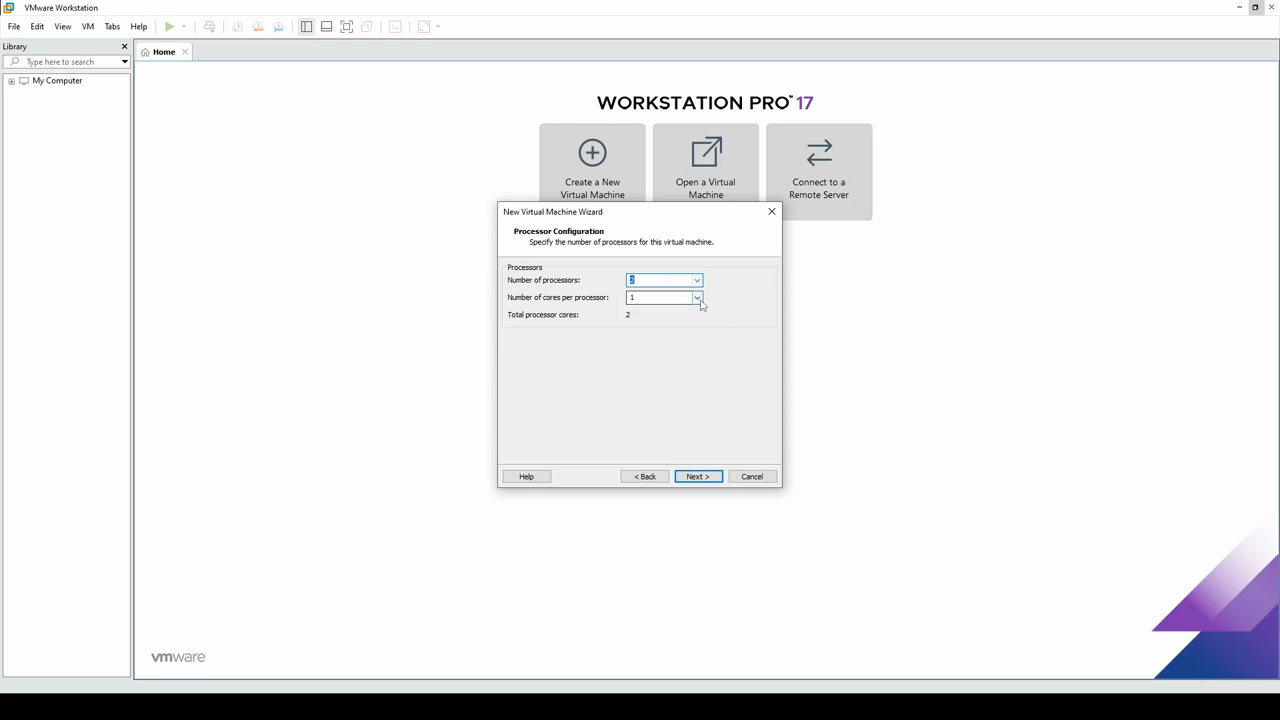 VMware Workstation
File Edit View VM Tabs Help
Library
Type here to search
My Computer
Home
WORKSTATION PRO™ 17
Create a New
Virtual Machine
Open a Virtual
Machine
Connect to a
Remote Server
New Virtual Machine Wizard
Processor Configuration
Specify the number of processors for this virtual machine.
Processors
Number of processors: 2
Number of cores per processor: 1
Total processor cores: 2
Help < Back Next > Cancel
vmware